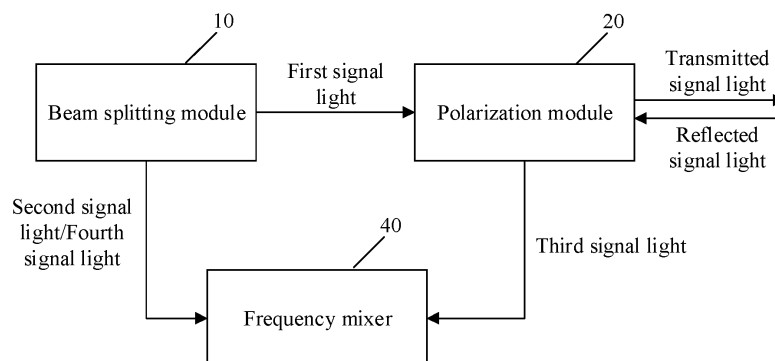 10
20
First signal
light
Transmitted
signal light
Beam splitting module
Polarization module
Reflected
signal light
Second signal
light/Fourth
signal light
40
Third signal light
Frequency mixer